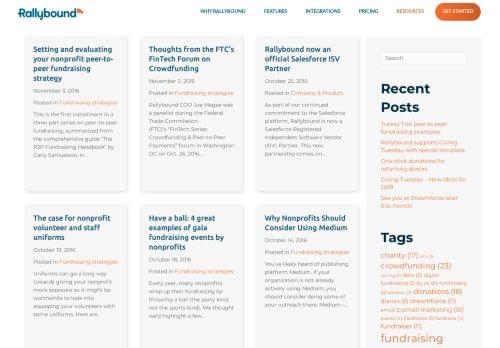 Rallybound
WHY RALLYBOUND
FEATURES
INTEGRATIONS
PRICING
RESOURCES
GET STARTED
Setting and evaluating
your nonprofit peer-to-
peer fundraising
strategy
November 3, 2016
Posted in Fundraising strategies
This is the first installment in a
three part series on peer-to-peer
fundraising, summarized from
the comprehensive guide "The
P2P Fundraising Handbook" by
Carly Samuelson. In...
Thoughts from the FTC's
FinTech Forum on
Crowdfunding
November 2, 2016
Posted in Fundraising strategies
Rallybound COO Joe Magee was
a panelist during the Federal
Trade Commission
(FTC)'s "FinTech Series:
Crowdfunding & Peer-to-Peer
Payments" forum in Washington
DC on Oct. 26, 2016....
Rallybound now an
official Salesforce ISV
Partner
October 25, 2016
Posted in Company & Product
As part of our continued
commitment to the Salesforce
platform, Rallybound is now a
Salesforce Registered
Independent Software Vendor
(ISV) Partner. This new
partnership comes on...
The case for nonprofit
volunteer and staff
uniforms
October 19, 2016
Posted in Fundraising strategies
Uniforms can go a long way
towards giving your nonprofit
more exposure so it might be
worthwhile to look into
equipping your volunteers with
some uniforms. Here are...
Have a ball: 4 great
examples of gala
fundraising events by
nonprofits
October 18, 2016
Posted in Fundraising strategies
Every year, many nonprofits
wrap up their fundraising by
throwing a ball (the party kind,
not the sports kind). We thought
we'd highlight a few...
Why Nonprofits Should
Consider Using Medium
October 14, 2016
Posted in Fundraising strategies
You've likely heard of publishing
platform Medium. If your
organization is not already
actively using Medium, you
should consider doing some of
your outreach there. Medium –...
Search
Recent
Posts
Turkey Trot peer to peer
fundraising examples
Rallybound supports Giving
Tuesday with special template
One-click donations for
returning donors
Giving Tuesday – New ideas for
2019
See you at Dreamforce later
this month!
Tags
charity (17)
crowdfunding (23)
data (5) digital
fundraising (5) diy (4) diy fundraising
(5) donations (18)
donors (8) dreamforce (11)
email (5) email marketing (10)
events (4) Facebook (5)
fundraiser (11)
fundraising